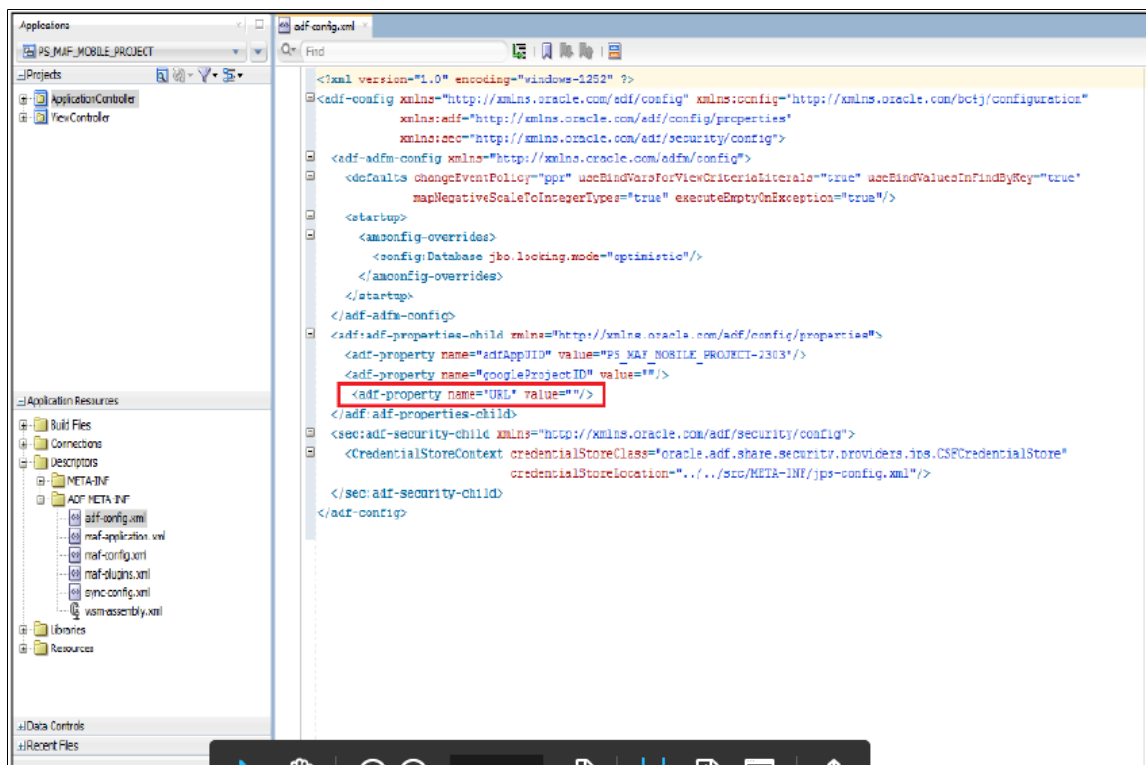 Applications
adf-config.xml
PS_MAF_MOBILE_PROJECT
Find
Projects
ApplicationController
ViewController
<?xml version="1.0" encoding="windows-1252" ?>
<adf-config xmlns="http://xmlns.oracle.com/adf/config" xmlns:config="http://xmlns.oracle.com/bc4j/configuration"
xmlns:adf="http://xmlns.oracle.com/adf/config/properties"
xmlns:sec="http://xmlns.oracle.com/adf/security/config">
<adf-adfm-config xmlns="http://xmlns.oracle.com/adfm/config">
<defaults changeEventPolicy="ppr" useBindVarsForViewCriteriaLiterals="true" useBindValuesInFindByKey="true"
mapNegativeScaleToIntegerTypes="true" executeEmptyOnException="true"/>
<startup>
<amconfig-overrides>
<config:Database jbo.locking.mode="optimistic"/>
</amconfig-overrides>
</startup>
</adf-adfm-config>
<adf:adf-properties-child xmlns="http://xmlns.oracle.com/adf/config/properties">
<adf-property name="adfAppUID" value="PS_MAF_MOBILE_PROJECT-2303"/>
<adf-property name="googleProjectID" value=""/>
<adf-property name="URL" value=""/>
</adf:adf-properties-child>
<sec:adf-security-child xmlns="http://xmlns.oracle.com/adf/security/config">
<CredentialStoreContext credentialStoreClass="oracle.adf.share.security.providers.jps.CSFCredentialStore"
credentialStoreLocation="../../src/META-INF/jps-config.xml"/>
</sec:adf-security-child>
</adf-config>
Application Resources
Build Files
Connections
Descriptors
META-INF
ADF META-INF
adf-config.xml
maf-application.xml
maf-config.xml
maf-plugins.xml
sync-config.xml
wsm-assembly.xml
Libraries
Resources
Data Controls
Recent Files